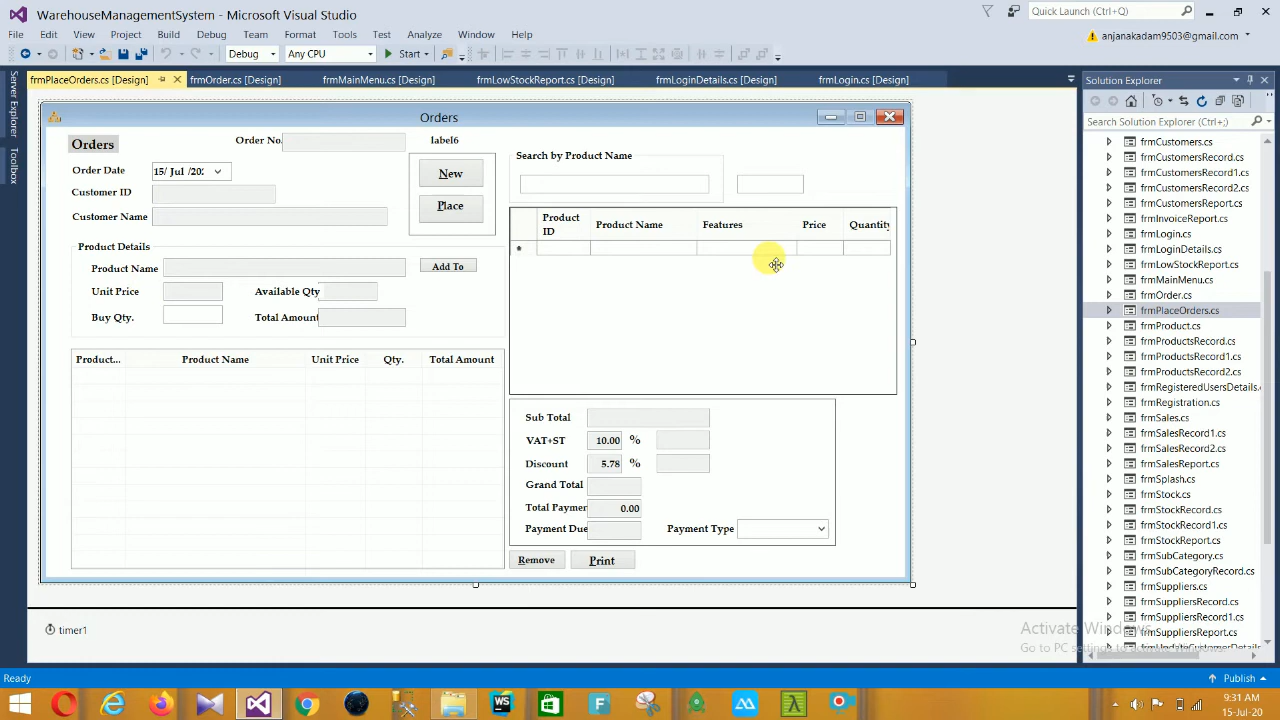 WarehouseManagementSystem - Microsoft Visual Studio
Quick Launch (Ctrl+Q)
File Edit View Project Build Debug Team Format Tools Test Analyze Window Help
anjanakadam9503@gmail.com
Debug Any CPU Start
frmPlaceOrders.cs [Design] frmOrder.cs [Design] frmMainMenu.cs [Design] frmLowStockReport.cs [Design] frmLoginDetails.cs [Design] frmLogin.cs [Design]
Server Explorer
Toolbox
Orders
Orders
Order No.
label6
Order Date 15/ Jul /20
Customer ID
Customer Name
New
Place
Product Details
Product Name
Add To
Unit Price
Available Qty
Buy Qty.
Total Amount
Product... Product Name Unit Price Qty. Total Amount
Search by Product Name
Product ID Product Name Features Price Quantity
Sub Total
VAT+ST 10.00 %
Discount 5.78 %
Grand Total
Total Paymer 0.00
Payment Due
Payment Type
Remove Print
timer1
Solution Explorer
Search Solution Explorer (Ctrl+;)
frmCustomers.cs
frmCustomersRecord.cs
frmCustomersRecord1.cs
frmCustomersRecord2.cs
frmInvoiceReport.cs
frmLogin.cs
frmLoginDetails.cs
frmLowStockReport.cs
frmMainMenu.cs
frmOrder.cs
frmPlaceOrders.cs
frmProduct.cs
frmProductsRecord.cs
frmProductsRecord1.cs
frmProductsRecord2.cs
frmRegisteredUsersDetails.c
frmRegistration.cs
frmSales.cs
frmSalesRecord1.cs
frmSalesRecord2.cs
frmSalesReport.cs
frmSplash.cs
frmStock.cs
frmStockRecord.cs
frmStockRecord1.cs
frmStockReport.cs
frmSubCategory.cs
frmSubCategoryRecord.cs
frmSuppliers.cs
frmSuppliersRecord.cs
frmSuppliersRecord1.cs
frmSuppliersReport.cs
frmUpdateCustomerDetails
Activate Windows
Go to PC settings to activate Windows.
Ready
Publish
9:31 AM
15-Jul-20